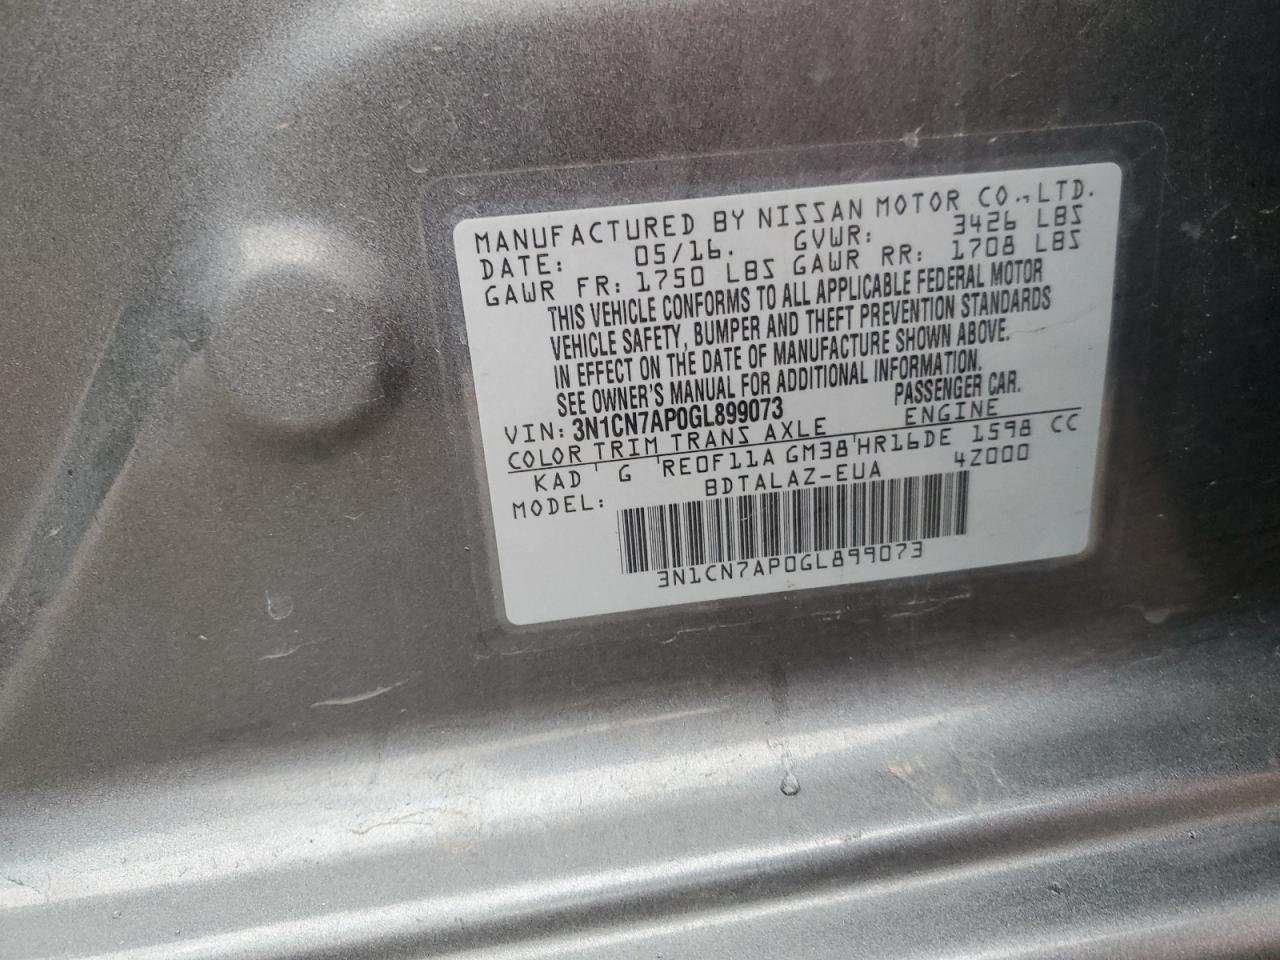 MANUFACTURED BY NISSAN MOTOR CO., LTD.
DATE: 05/16. GVWR: 3426 LBS
GAWR FR: 1750 LBS GAWR RR: 1708 LBS
THIS VEHICLE CONFORMS TO ALL APPLICABLE FEDERAL MOTOR
VEHICLE SAFETY, BUMPER AND THEFT PREVENTION STANDARDS
IN EFFECT ON THE DATE OF MANUFACTURE SHOWN ABOVE.
SEE OWNER'S MANUAL FOR ADDITIONAL INFORMATION.
VIN: 3N1CN7AP0GL899073 PASSENGER CAR.
COLOR TRIM TRANS AXLE ENGINE
KAD G RE0F11A GM38 HR16DE 1598 CC
MODEL: BDTALAZ-EUA 4Z000
3N1CN7AP0GL899073